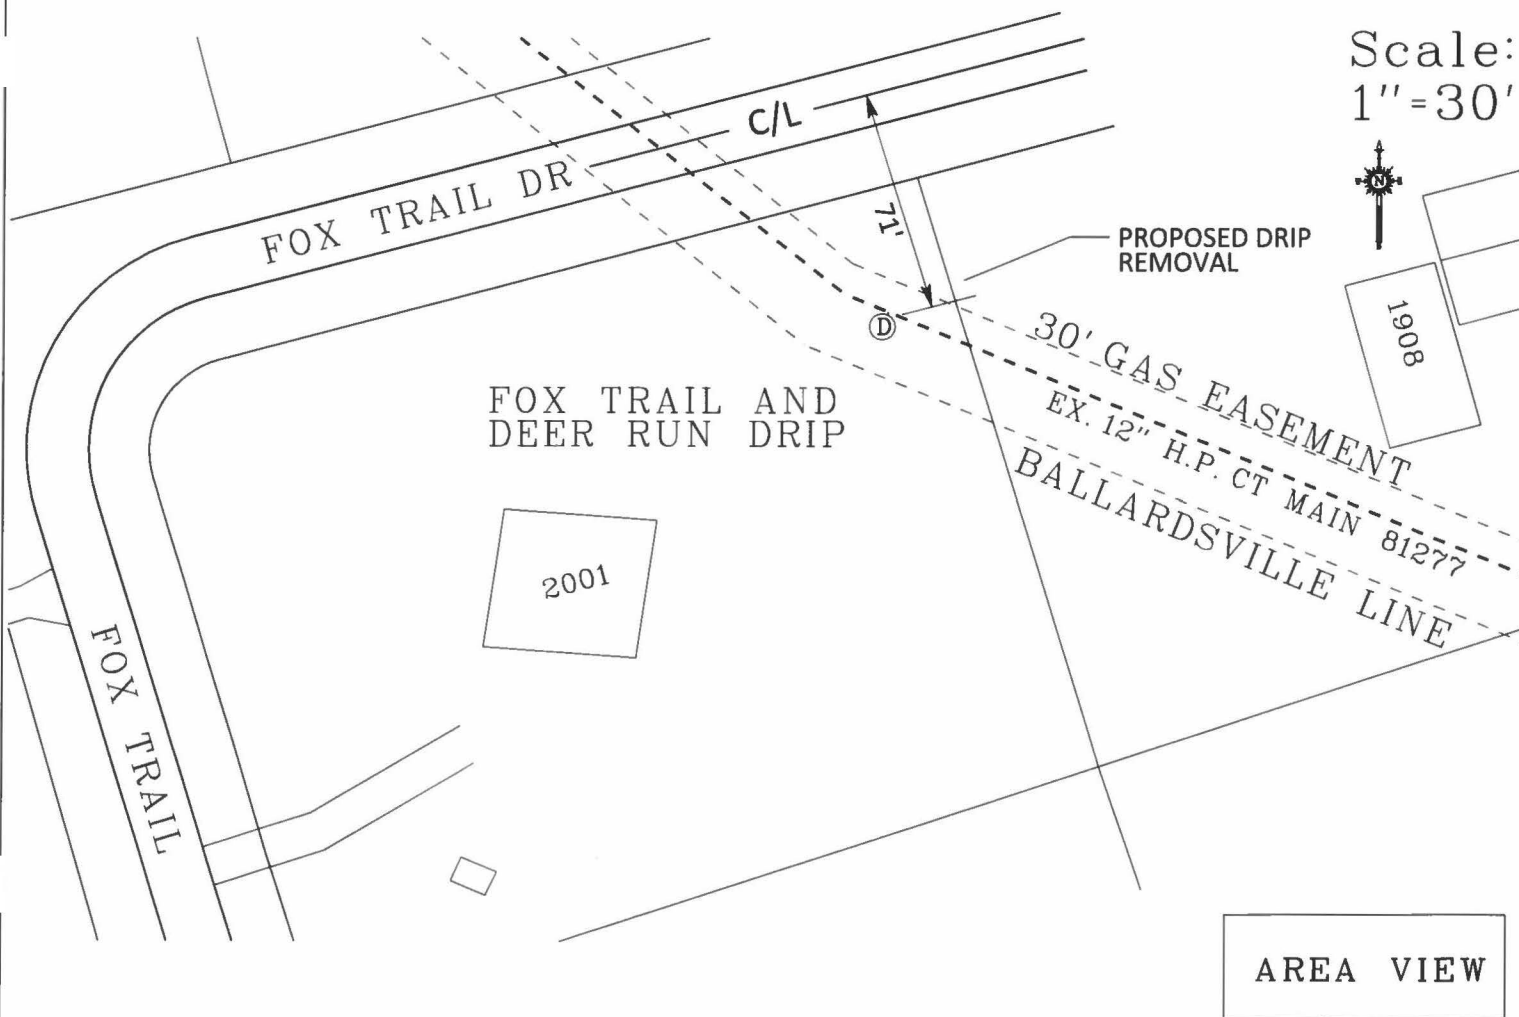 Scale:
1"=30'
N
C/L
FOX TRAIL DR
71'
PROPOSED DRIP
REMOVAL
D
1908
30' GAS EASEMENT
EX. 12" H.P. CT MAIN 81277
BALLARDSVILLE LINE
FOX TRAIL AND
DEER RUN DRIP
2001
FOX TRAIL
AREA VIEW